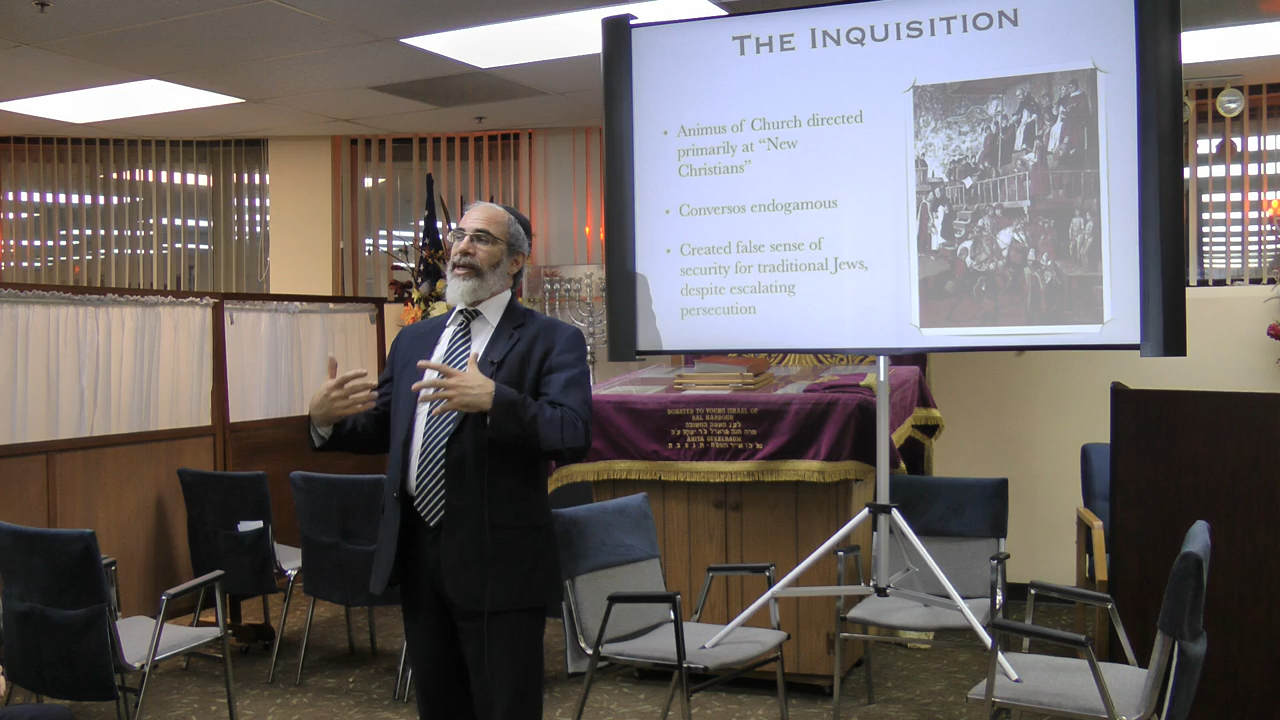 THE INQUISITION
• Animus of Church directed
primarily at "New
Christians"
• Conversos endogamous
• Created false sense of
security for traditional Jews,
despite escalating
persecution
DONATED TO YOUNG ISRAEL OF
BAL HARBOUR